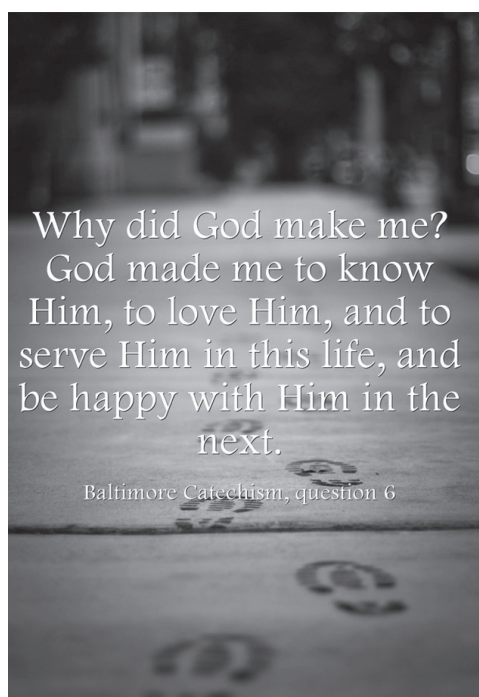 Why did God make me?
God made me to know
Him, to love Him, and to
serve Him in this life, and
be happy with Him in the
next.
Baltimore Catechism, question 6